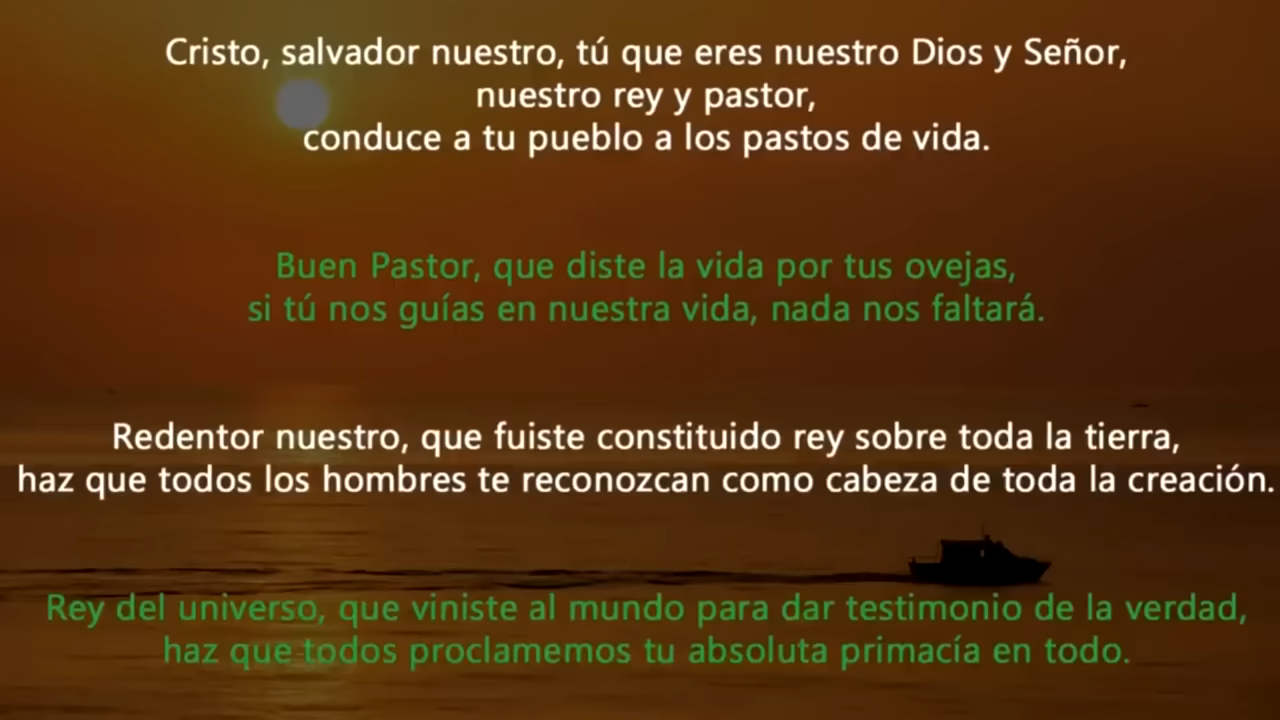 Cristo, salvador nuestro, tú que eres nuestro Dios y Señor,
nuestro rey y pastor,
conduce a tu pueblo a los pastos de vida.
Buen Pastor, que diste la vida por tus ovejas,
si tú nos guías en nuestra vida, nada nos faltará.
Redentor nuestro, que fuiste constituido rey sobre toda la tierra,
haz que todos los hombres te reconozcan como cabeza de toda la creación.
Rey del universo, que viniste al mundo para dar testimonio de la verdad,
haz que todos proclamemos tu absoluta primacía en todo.